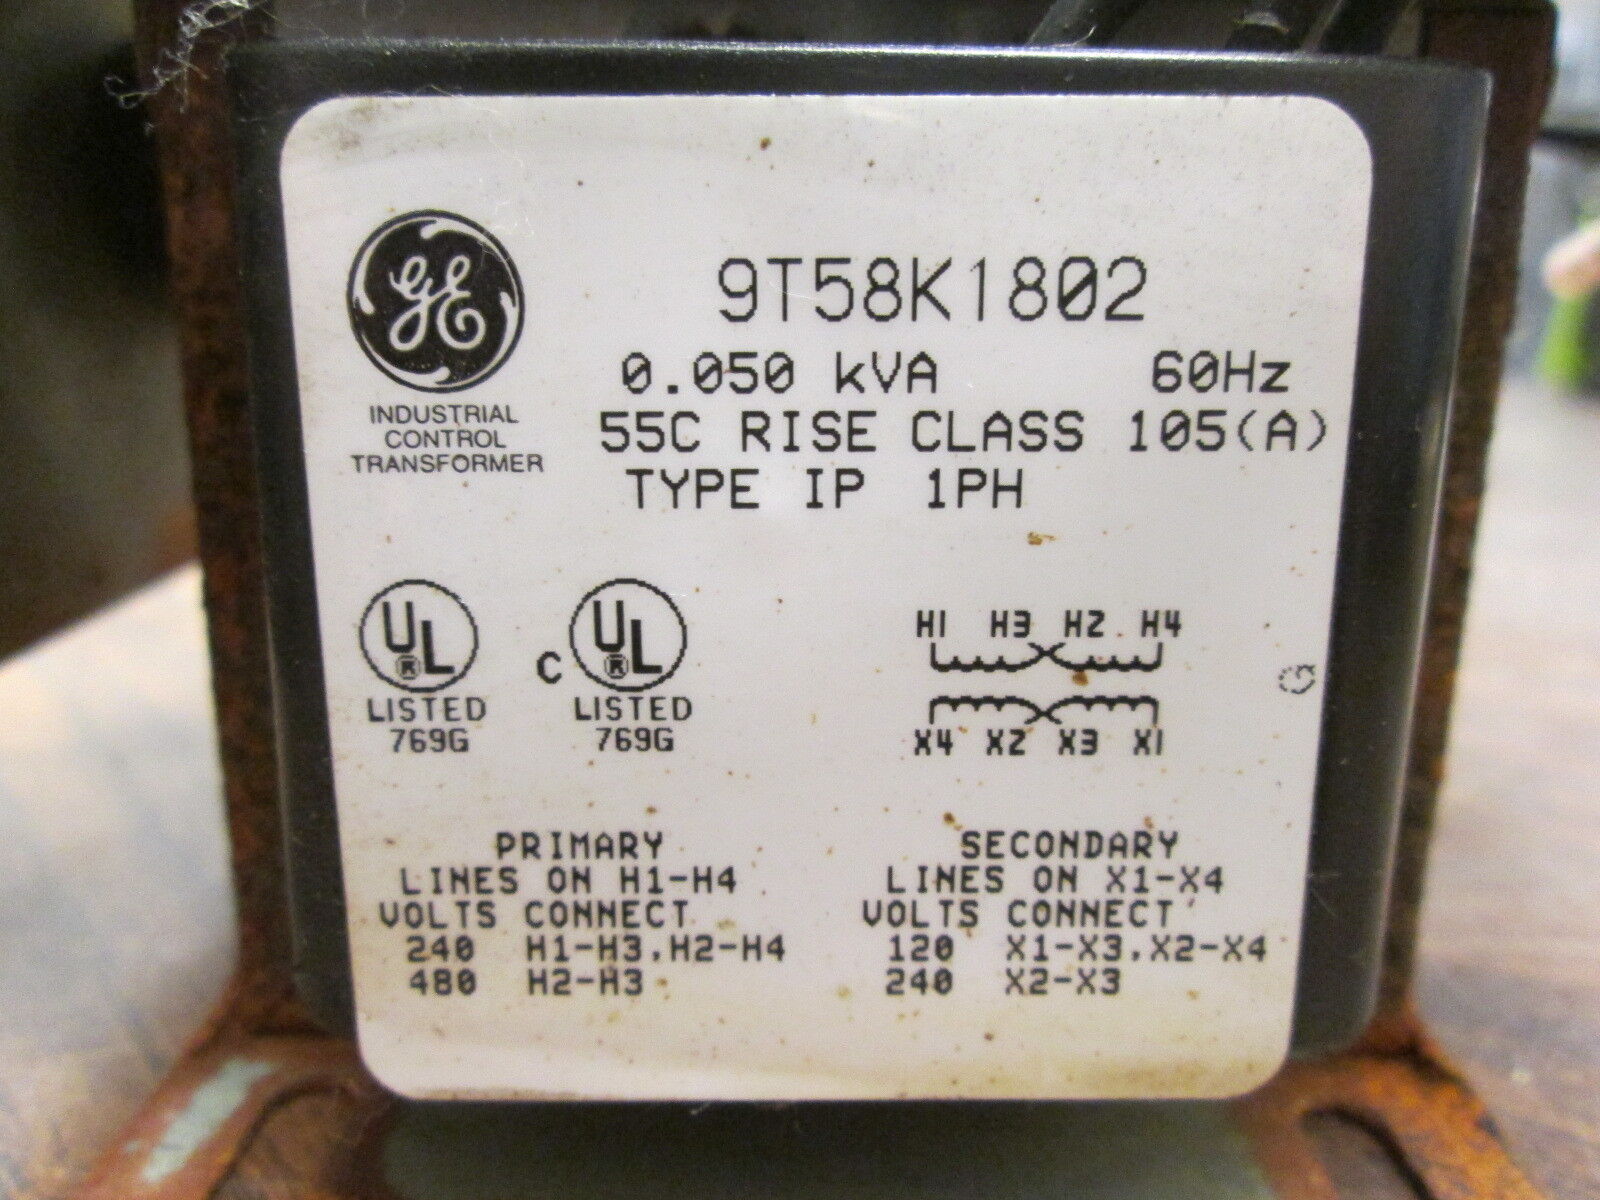 GE
INDUSTRIAL
CONTROL
TRANSFORMER
9T58K1802
0.050 kVA 60Hz
55C RISE CLASS 105(A)
TYPE IP 1PH
UL®
LISTED
769G
C UL®
LISTED
769G
H1 H3 H2 H4
X4 X2 X3 X1
G
PRIMARY
LINES ON H1-H4
VOLTS CONNECT
240 H1-H3,H2-H4
480 H2-H3
SECONDARY
LINES ON X1-X4
VOLTS CONNECT
120 X1-X3,X2-X4
240 X2-X3